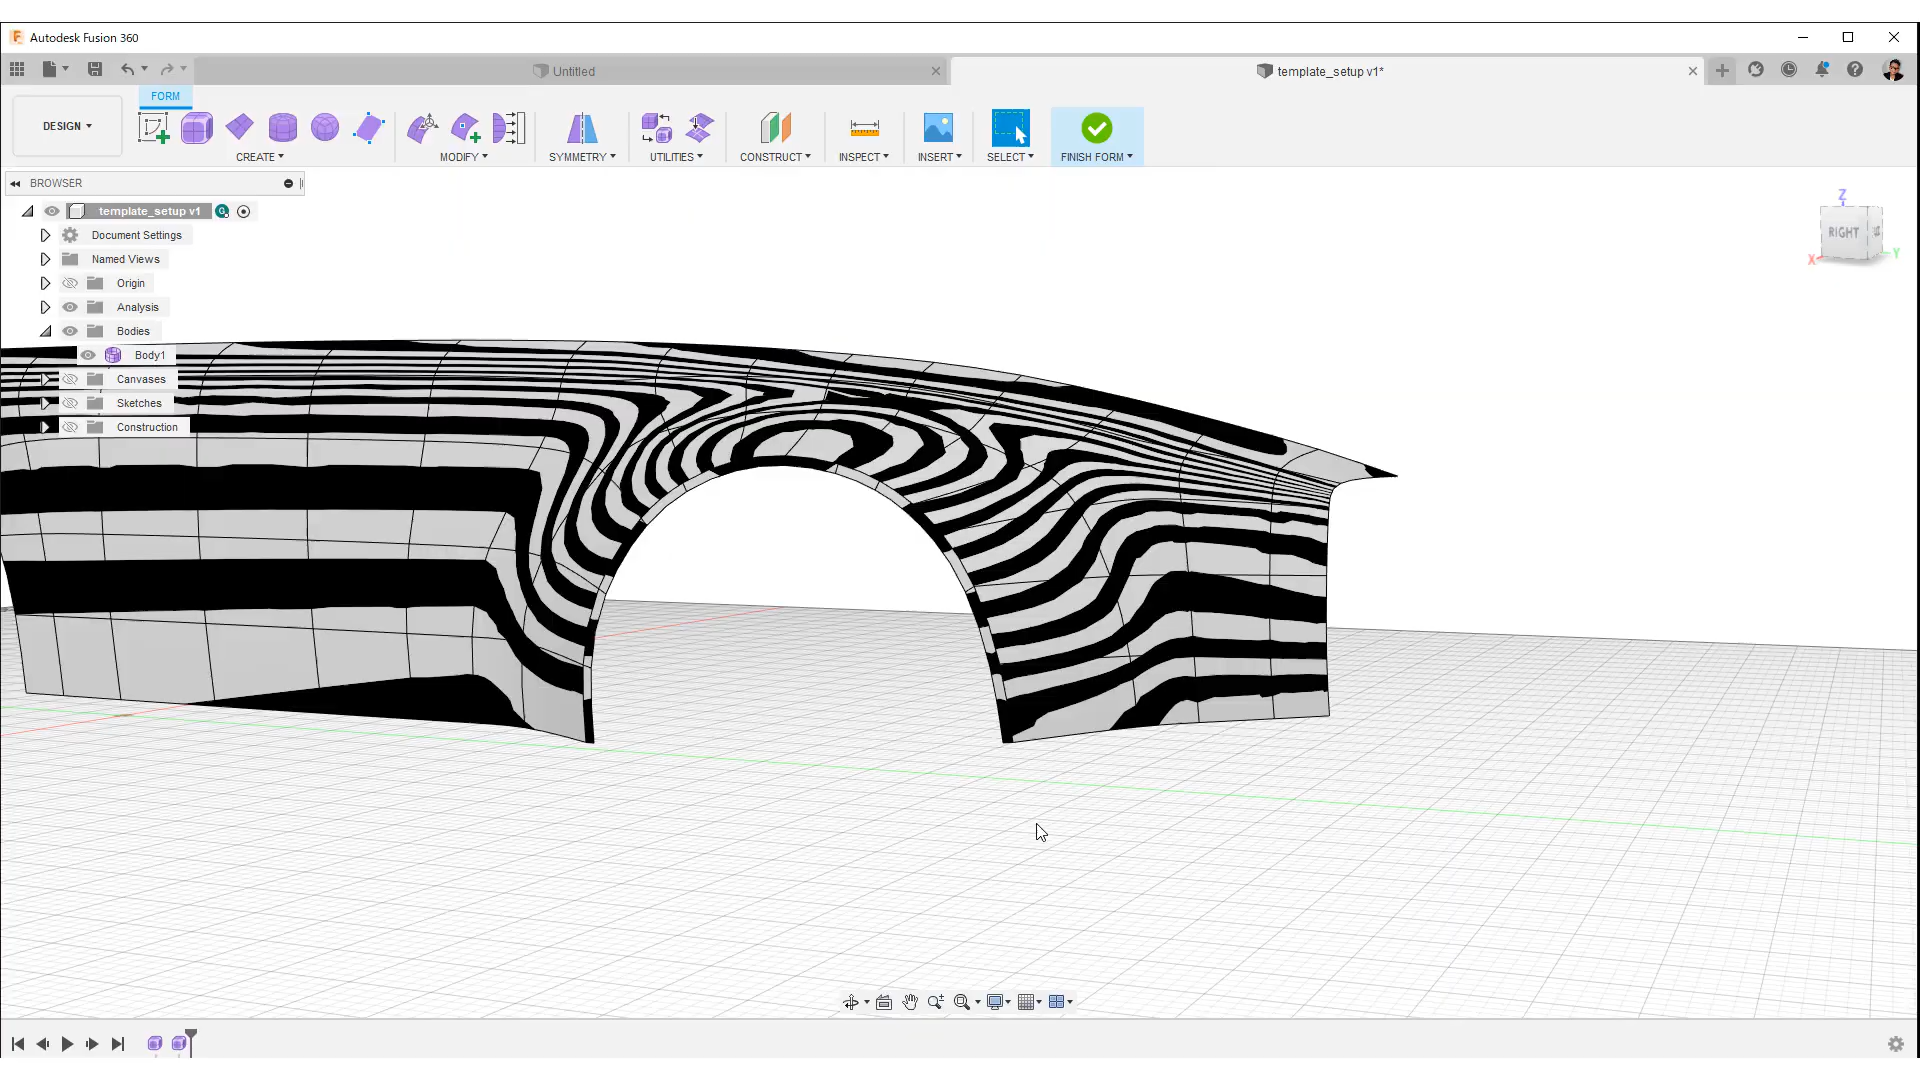 Autodesk Fusion 360
Untitled
template_setup v1*
FORM
DESIGN
CREATE
MODIFY
SYMMETRY
UTILITIES
CONSTRUCT
INSPECT
INSERT
SELECT
FINISH FORM
BROWSER
template_setup v1
Document Settings
Named Views
Origin
Analysis
Bodies
Body1
Canvases
Sketches
Construction
Z
RIGHT
X
Y